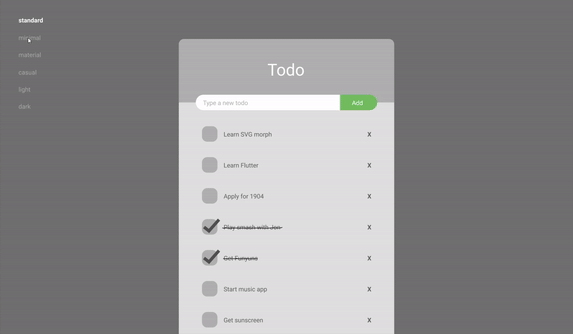 standard
minimal
material
casual
light
dark
Todo
Type a new todo
Add
Learn SVG morph
X
Learn Flutter
X
Apply for 1904
X
Play smash with Jon
X
Get Funyuns
X
Start music app
X
Get sunscreen
X